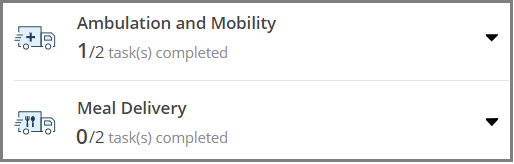 Ambulation and Mobility
1/2 task(s) completed
Meal Delivery
0/2 task(s) completed